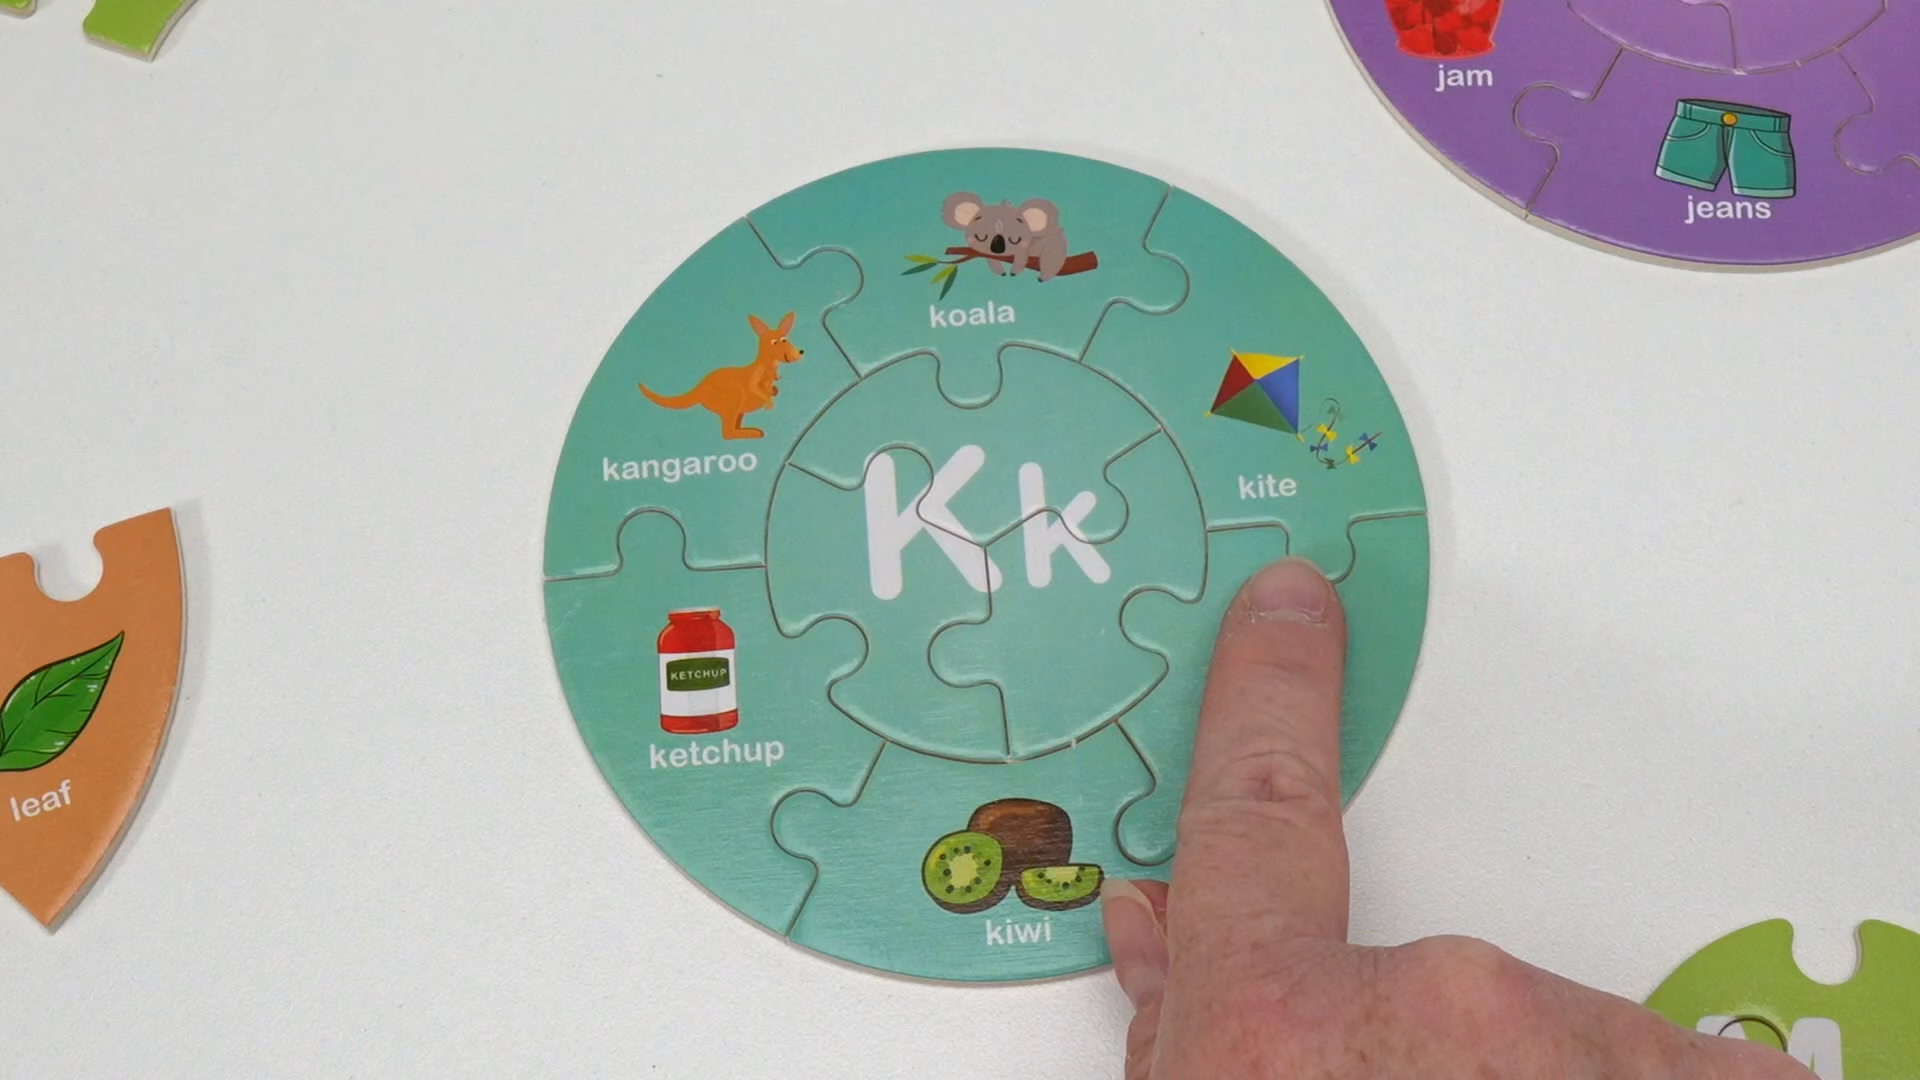 jam
jeans
koala
kangaroo
kite
Kk
KETCHUP
ketchup
kiwi
leaf